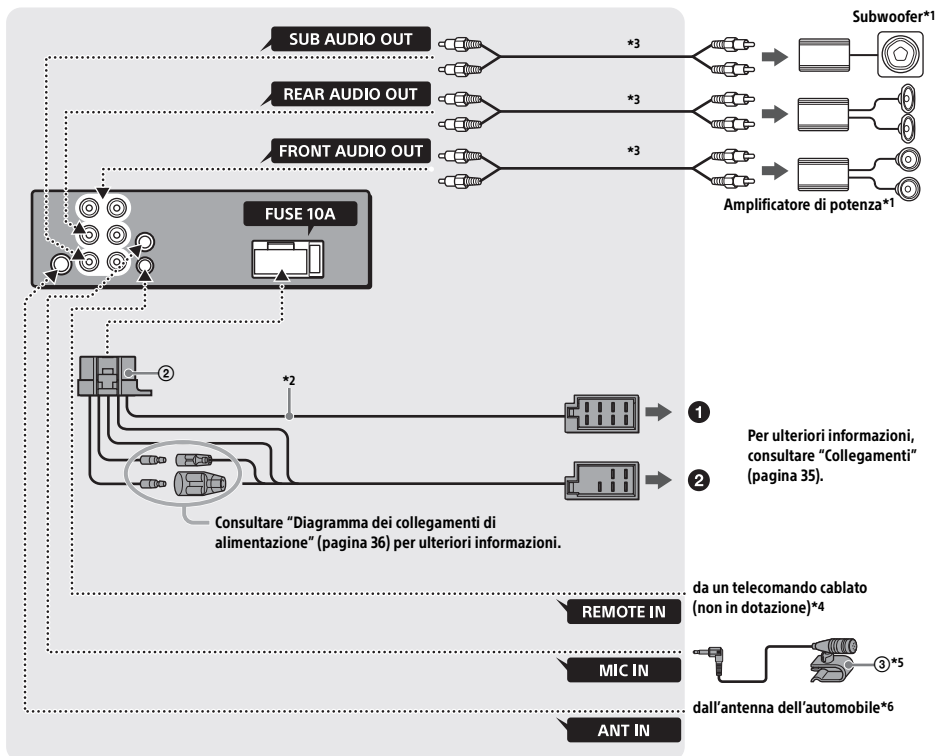 Subwoofer*1
SUB AUDIO OUT
*3
REAR AUDIO OUT
*3
FRONT AUDIO OUT
*3
Amplificatore di potenza*1
FUSE 10A
②
*2
❶
Per ulteriori informazioni,
consultare “Collegamenti”
(pagina 35).
❷
Consultare “Diagramma dei collegamenti di
alimentazione” (pagina 36) per ulteriori informazioni.
da un telecomando cablato
(non in dotazione)*4
REMOTE IN
③*5
MIC IN
dall’antenna dell’automobile*6
ANT IN